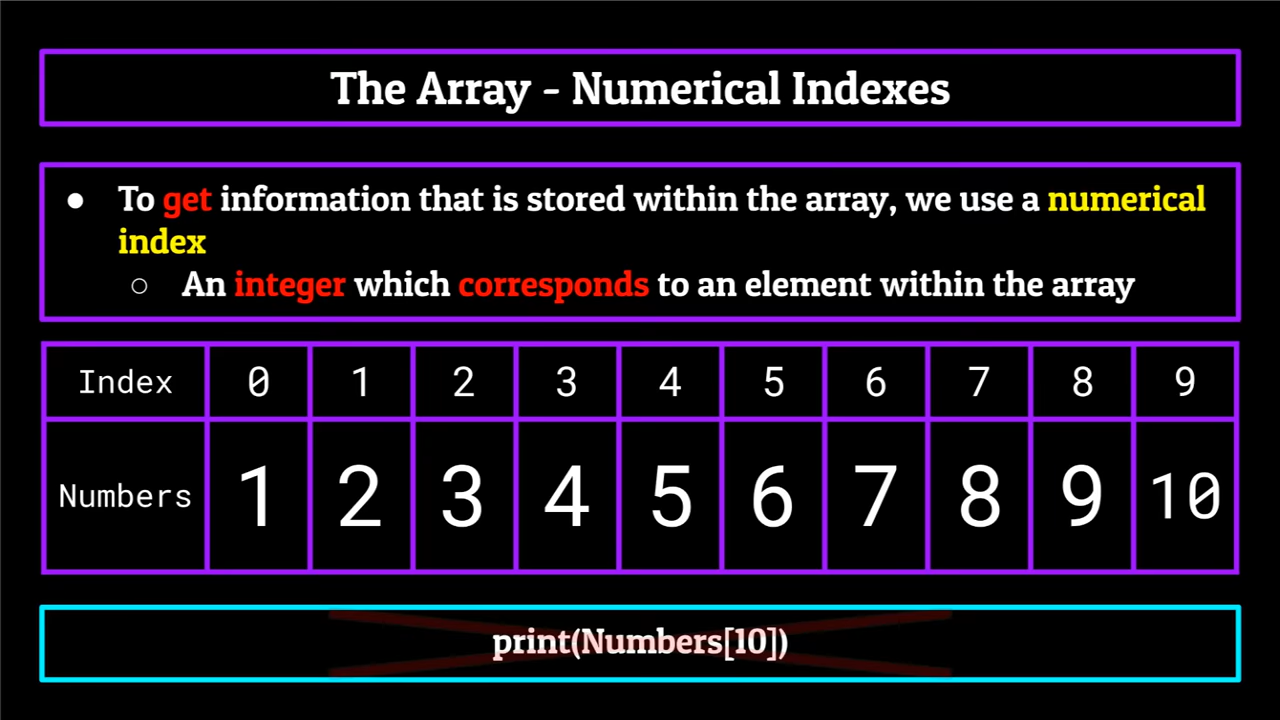 The Array - Numerical Indexes
● To get information that is stored within the array, we use a numerical
index
○ An integer which corresponds to an element within the array
Index 0 1 2 3 4 5 6 7 8 9
Numbers 1 2 3 4 5 6 7 8 9 10
print(Numbers[10])